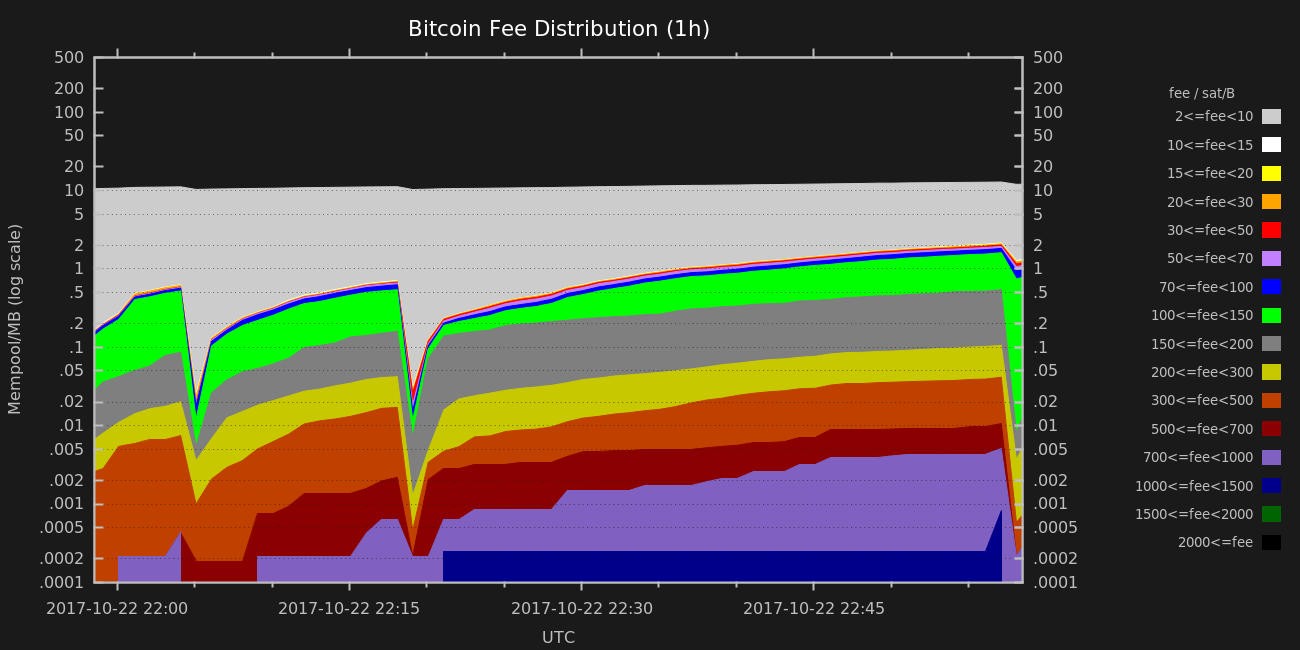 Bitcoin Fee Distribution (1h)
Mempool/MB (log scale)
500
200
100
50
20
10
5
2
1
.5
.2
.1
.05
.02
.01
.005
.002
.001
.0005
.0002
.0001
500
200
100
50
20
10
5
2
1
.5
.2
.1
.05
.02
.01
.005
.002
.001
.0005
.0002
.0001
2017-10-22 22:00
2017-10-22 22:15
2017-10-22 22:30
2017-10-22 22:45
UTC
fee / sat/B
2<=fee<10
10<=fee<15
15<=fee<20
20<=fee<30
30<=fee<50
50<=fee<70
70<=fee<100
100<=fee<150
150<=fee<200
200<=fee<300
300<=fee<500
500<=fee<700
700<=fee<1000
1000<=fee<1500
1500<=fee<2000
2000<=fee